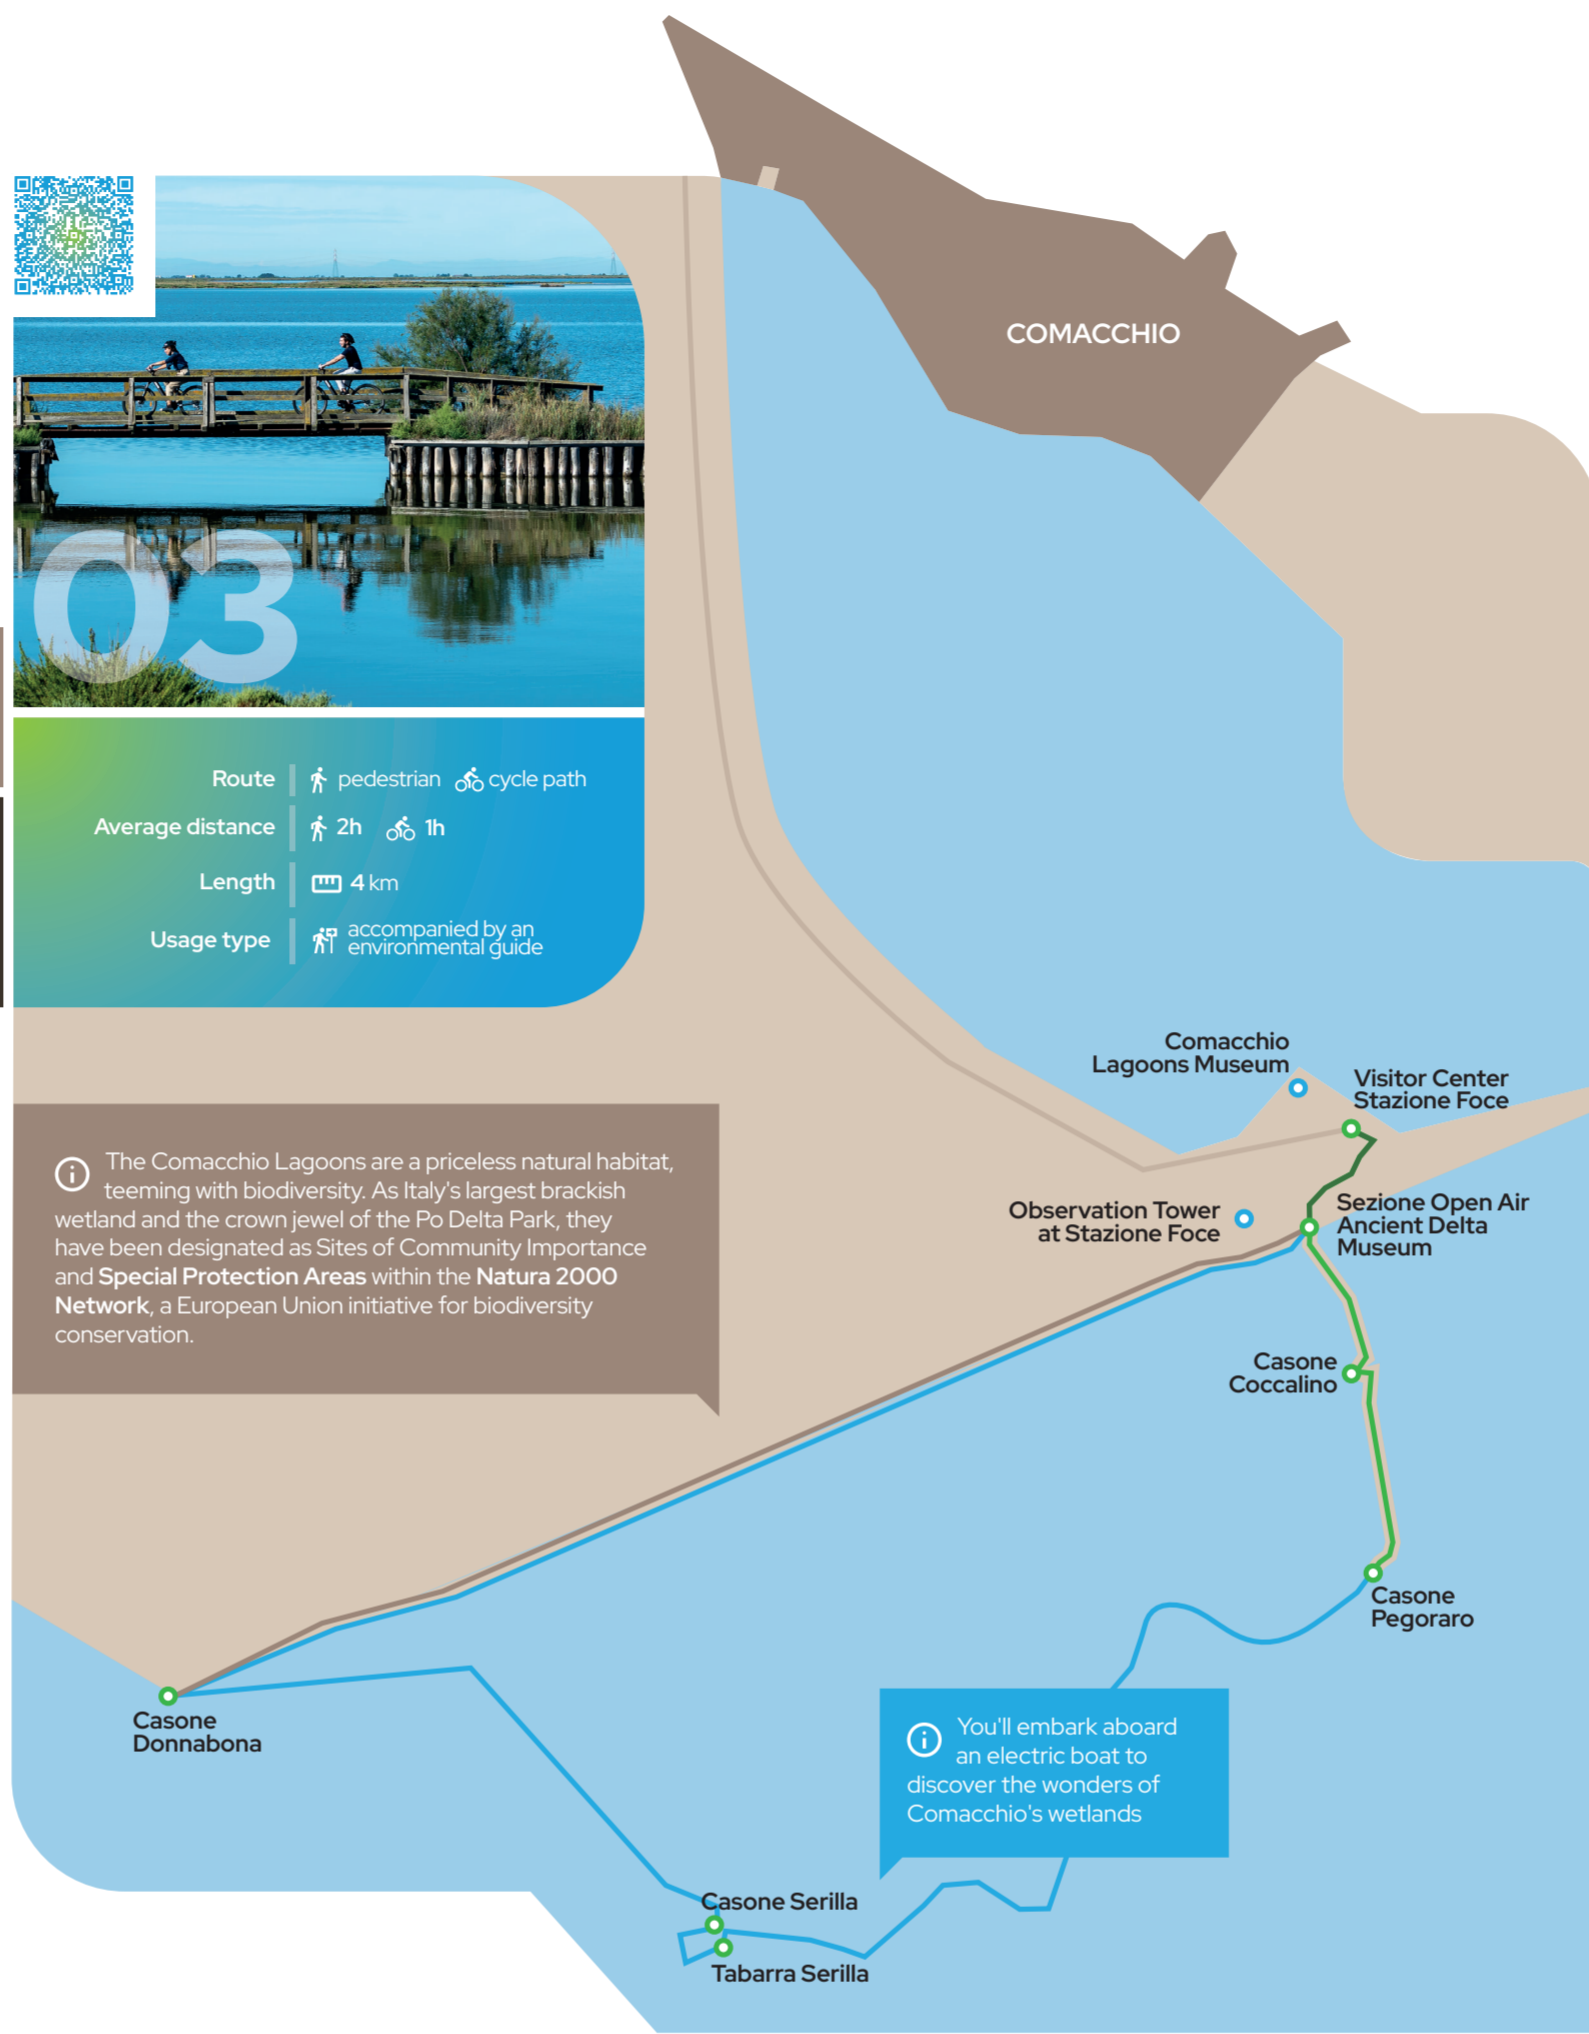 COMACCHIO
03
Route pedestrian cycle path
Average distance 2h 1h
Length 4 km
Usage type accompanied by an
environmental guide
Comacchio
Lagoons Museum
Visitor Center
Stazione Foce
The Comacchio Lagoons are a priceless natural habitat,
teeming with biodiversity. As Italy's largest brackish
wetland and the crown jewel of the Po Delta Park, they
have been designated as Sites of Community Importance
and Special Protection Areas within the Natura 2000
Network, a European Union initiative for biodiversity
conservation.
Observation Tower
at Stazione Foce
Sezione Open Air
Ancient Delta
Museum
Casone
Coccalino
Casone
Pegoraro
Casone
Donnabona
You'll embark aboard
an electric boat to
discover the wonders of
Comacchio's wetlands
Casone Serilla
Tabarra Serilla